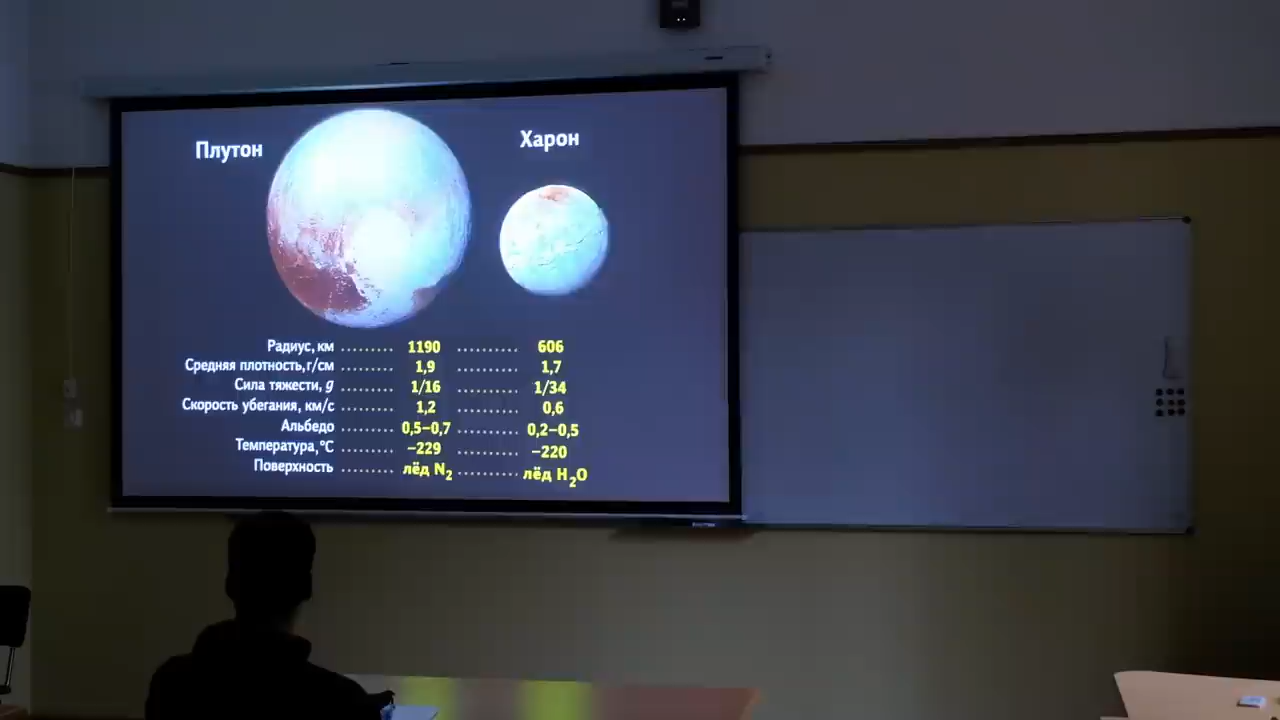 Плутон
Харон
Радиус, км ........ 1190 ......... 606
Средняя плотность, г/см ........ 1,9 ......... 1,7
Сила тяжести, g ........ 1/16 ......... 1/34
Скорость убегания, км/с ........ 1,2 ......... 0,6
Альбедо ........ 0,5–0,7 ......... 0,2–0,5
Температура, °С ........ –229 ......... –220
Поверхность ........ лёд N₂ ......... лёд H₂O